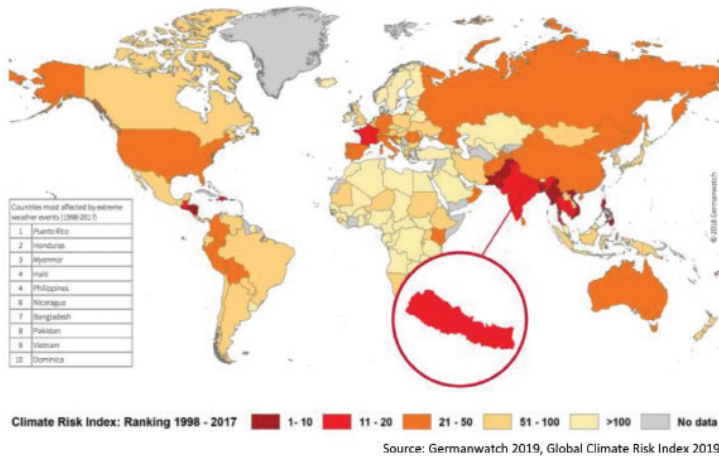 Countries most affected by extreme
weather events (1998-2017)
1 Puerto Rico
2 Honduras
3 Myanmar
4 Haiti
4 Philippines
6 Nicaragua
7 Bangladesh
8 Pakistan
9 Vietnam
10 Dominica
© 2018 Germanwatch
Climate Risk Index: Ranking 1998 - 2017 1- 10 11 - 20 21 - 50 51 - 100 >100 No data
Source: Germanwatch 2019, Global Climate Risk Index 2019